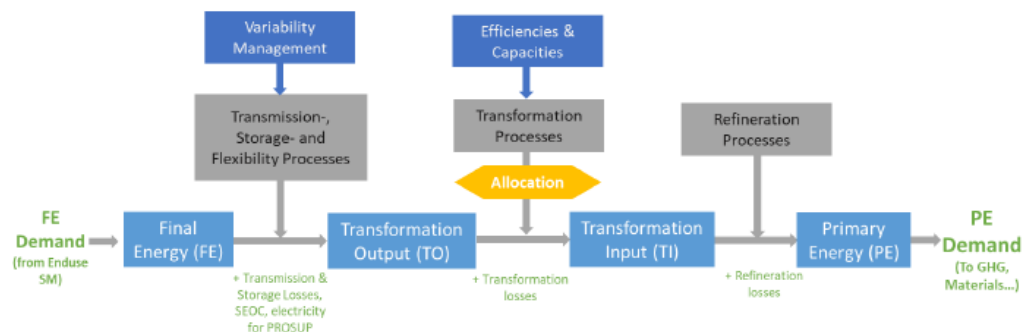 Variability
Management
Efficiencies &
Capacities
Transmission-,
Storage- and
Flexibility Processes
Transformation
Processes
Refineration
Processes
Allocation
FE
Demand
(from Enduse
SM)
Final
Energy (FE)
Transformation
Output (TO)
Transformation
Input (TI)
Primary
Energy (PE)
PE
Demand
(To GHG,
Materials...)
+ Transmission &
Storage Losses,
SEOC, electricity
for PROSUP
+ Transformation
losses
+ Refineration
losses